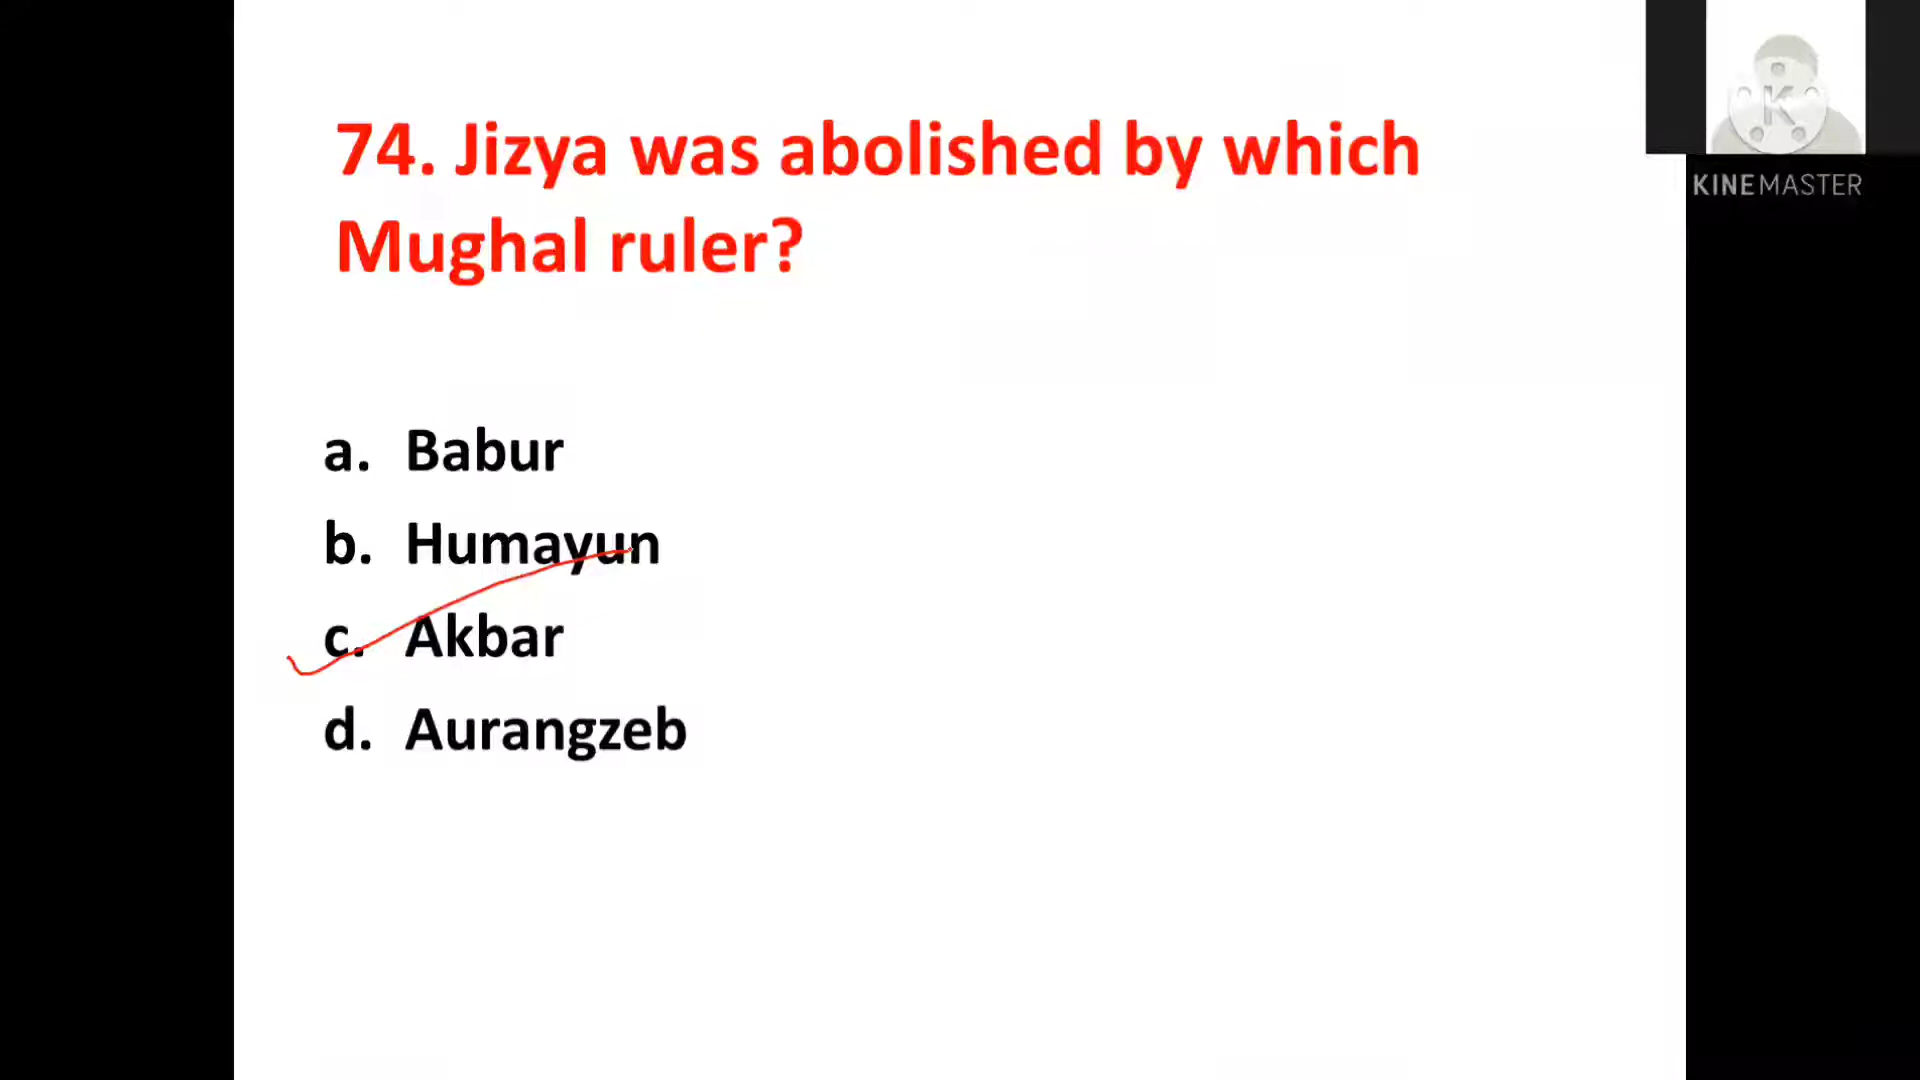 74. Jizya was abolished by which
Mughal ruler?
a. Babur
b. Humayun
c. Akbar
d. Aurangzeb
K
KINEMASTER